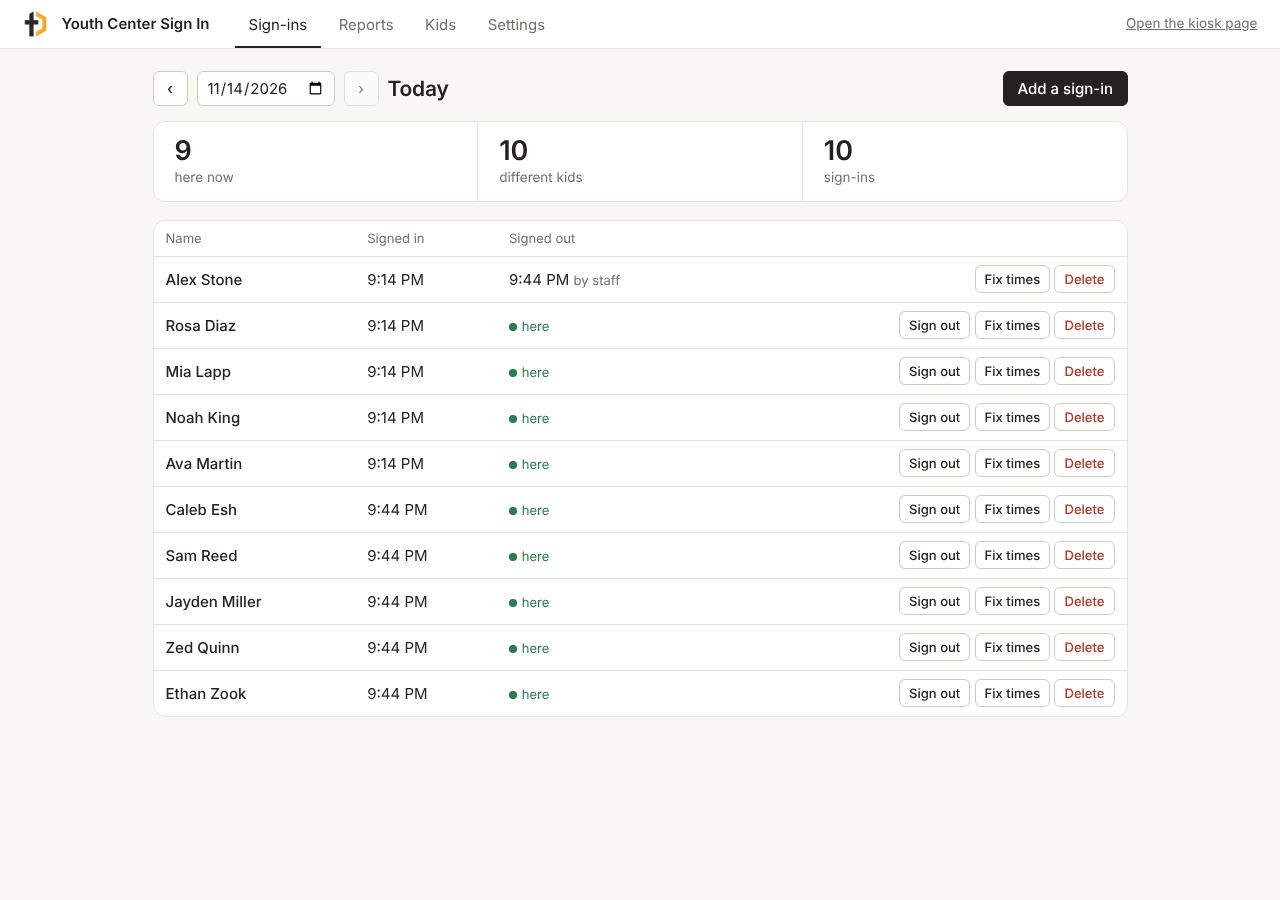 Youth Center Sign In Sign-ins Reports Kids Settings Open the kiosk page
‹ 11/14/2026 › Today Add a sign-in
9 10 10
here now different kids sign-ins
Name Signed in Signed out
Alex Stone 9:14 PM 9:44 PM by staff Fix times Delete
Rosa Diaz 9:14 PM here Sign out Fix times Delete
Mia Lapp 9:14 PM here Sign out Fix times Delete
Noah King 9:14 PM here Sign out Fix times Delete
Ava Martin 9:14 PM here Sign out Fix times Delete
Caleb Esh 9:44 PM here Sign out Fix times Delete
Sam Reed 9:44 PM here Sign out Fix times Delete
Jayden Miller 9:44 PM here Sign out Fix times Delete
Zed Quinn 9:44 PM here Sign out Fix times Delete
Ethan Zook 9:44 PM here Sign out Fix times Delete